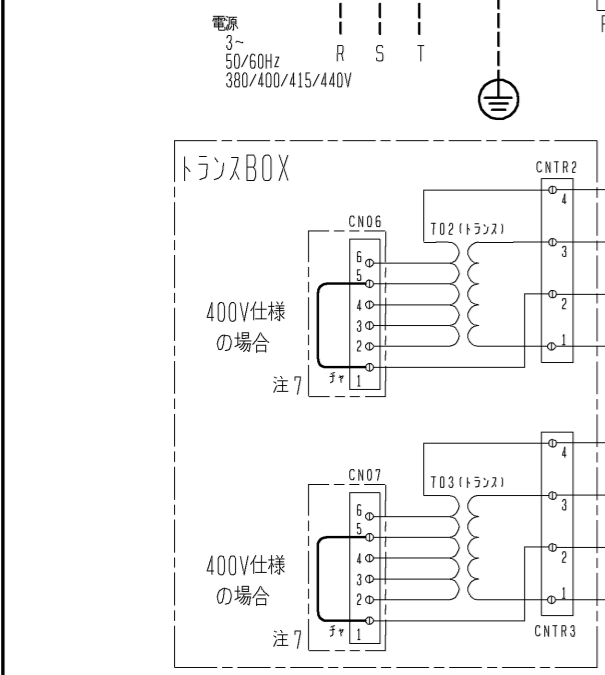 電源
3~
50/60Hz
380/400/415/440V
R S T
トランスBOX
CNTR2
4
3
2
1
CN06
T02(トランス)
6
5
4
3
2
1
400V仕様
の場合
注7
チャ
4
3
2
1
CNTR3
CN07
T03(トランス)
6
5
4
3
2
1
400V仕様
の場合
注7
チャ